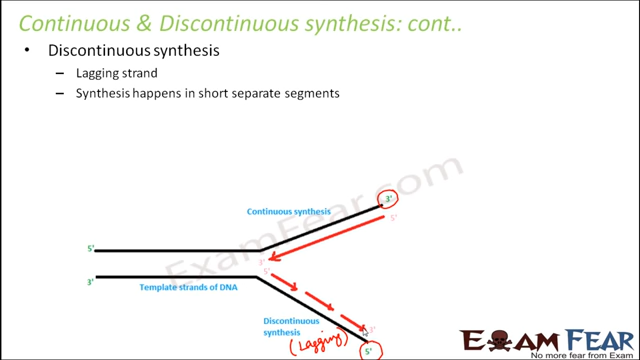 Continuous & Discontinuous synthesis: cont..
• Discontinuous synthesis
– Lagging strand
– Synthesis happens in short separate segments
ExamFear.com
3'
Continuous synthesis
5'
5'
3'
5'
3'
Template strands of DNA
Discontinuous
synthesis
(Lagging)
3'
5'
EXAM FEAR
No more fear from Exam